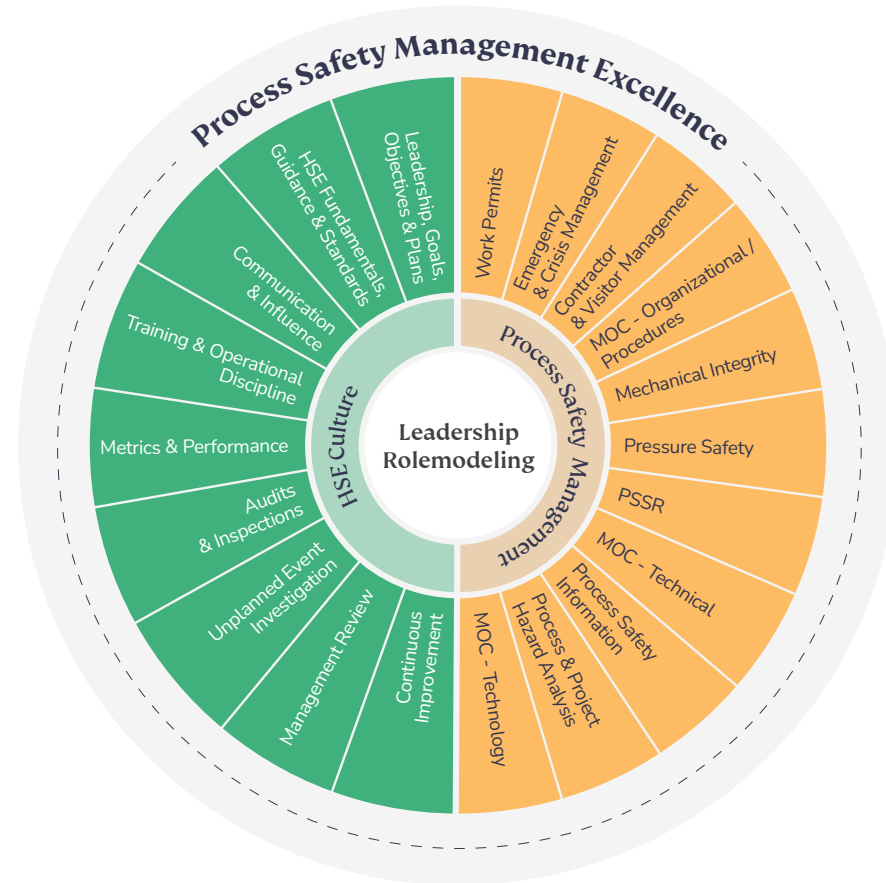 Process Safety Management Excellence
Leadership, Goals,
Objectives & Plans
HSE Fundamentals,
Guidance & Standards
Communication
& Influence
Training & Operational
Discipline
Metrics & Performance
Audits
& Inspections
Unplanned Event
Investigation
Management Review
Continuous
Improvement
Work Permits
Emergency
& Crisis Management
Contractor
& Visitor Management
MOC - Organizational /
Procedures
Mechanical Integrity
Pressure Safety
PSSR
MOC - Technical
Process Safety
Information
Process & Project
Hazard Analysis
MOC - Technology
HSE Culture
Process Safety Management
Leadership
Rolemodeling